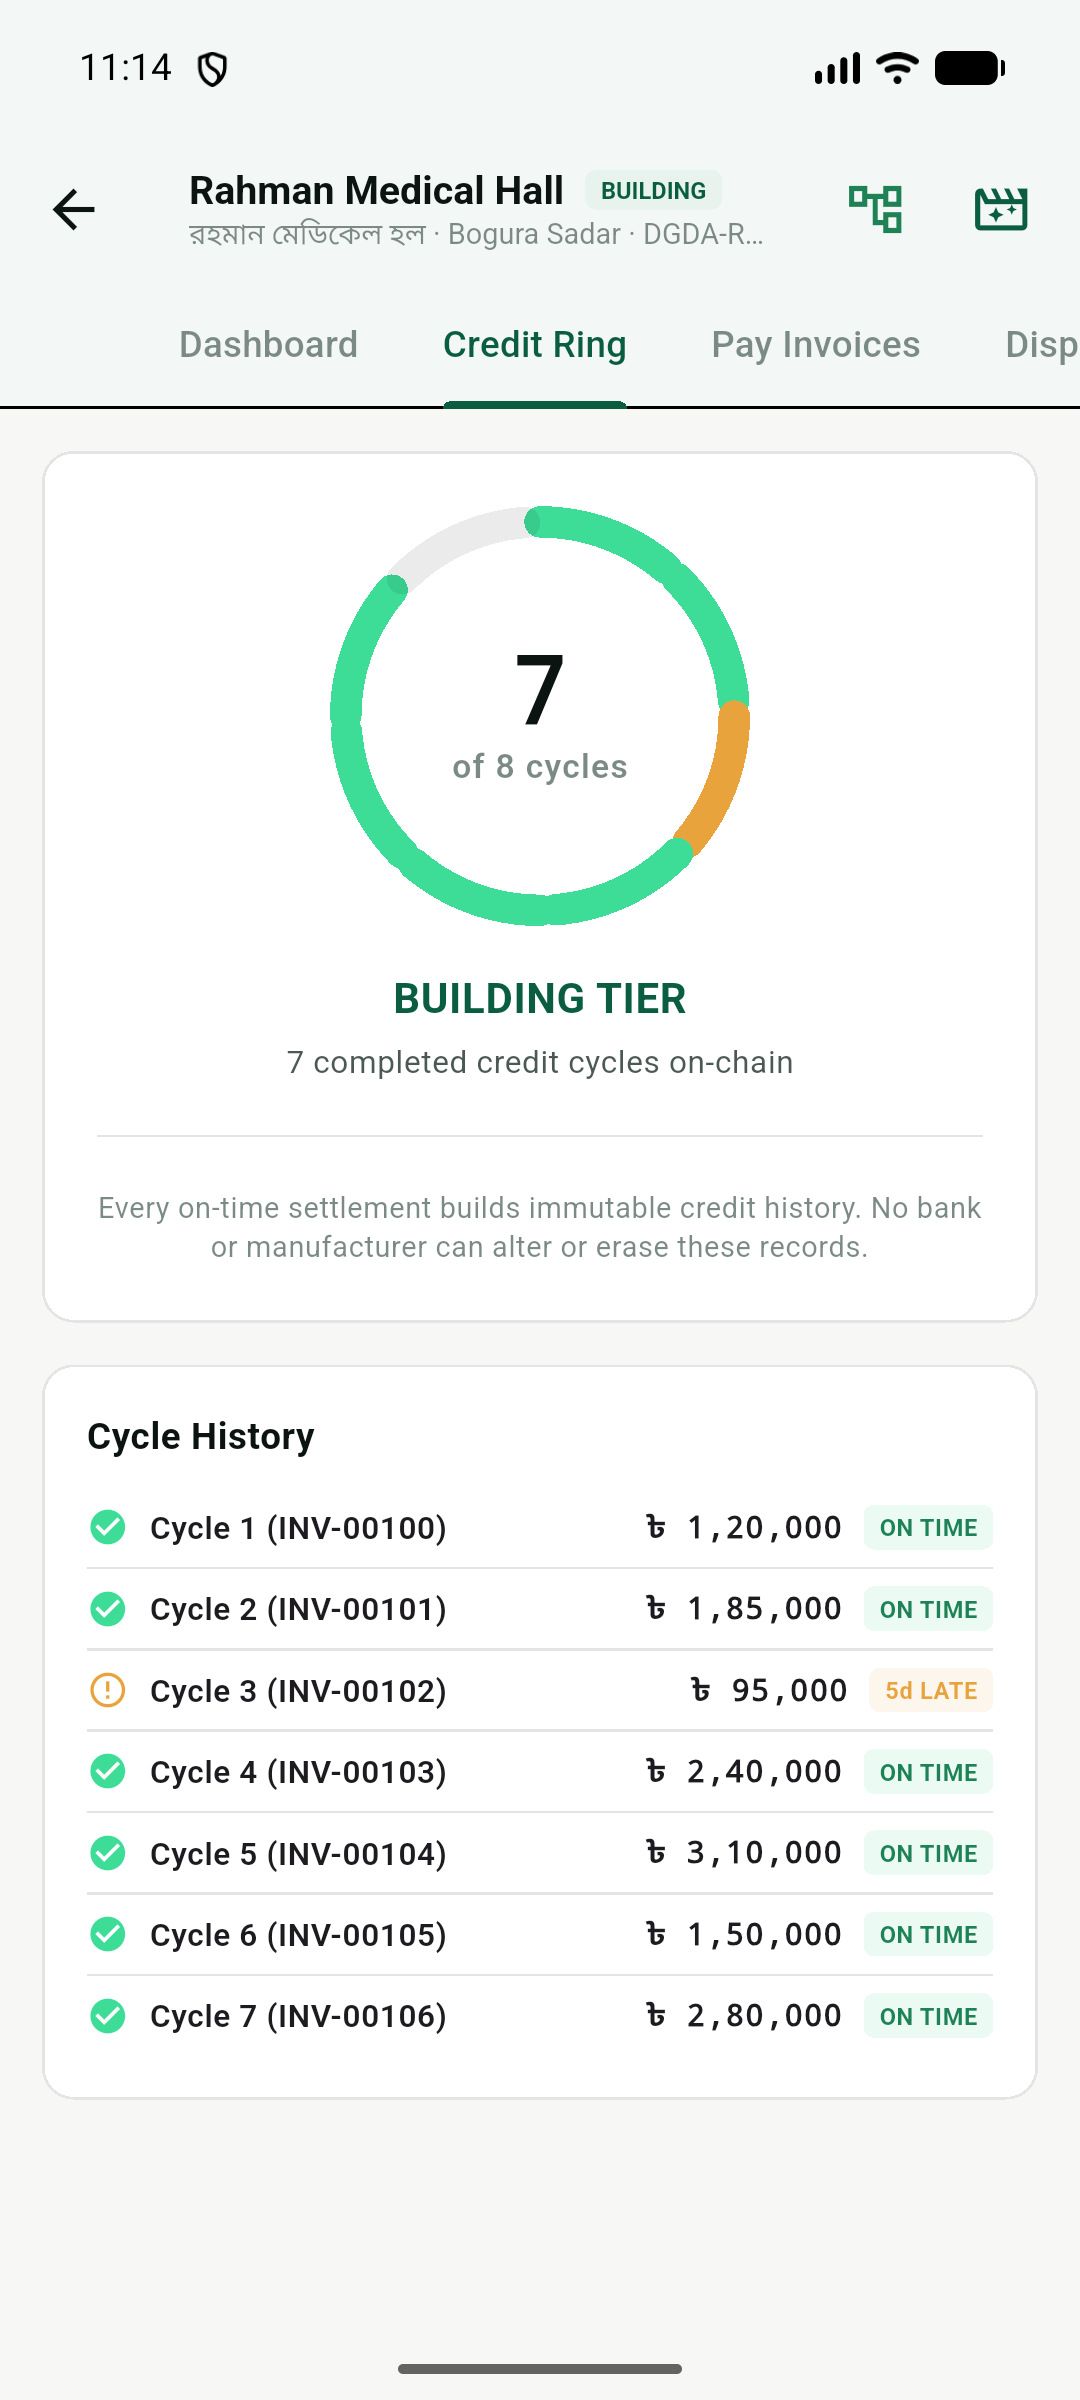 11:14
Rahman Medical Hall BUILDING
রহমান মেডিকেল হল · Bogura Sadar · DGDA-R...
Dashboard Credit Ring Pay Invoices Disp
7
of 8 cycles
BUILDING TIER
7 completed credit cycles on-chain
Every on-time settlement builds immutable credit history. No bank
or manufacturer can alter or erase these records.
Cycle History
Cycle 1 (INV-00100) ৳ 1,20,000 ON TIME
Cycle 2 (INV-00101) ৳ 1,85,000 ON TIME
Cycle 3 (INV-00102) ৳ 95,000 5d LATE
Cycle 4 (INV-00103) ৳ 2,40,000 ON TIME
Cycle 5 (INV-00104) ৳ 3,10,000 ON TIME
Cycle 6 (INV-00105) ৳ 1,50,000 ON TIME
Cycle 7 (INV-00106) ৳ 2,80,000 ON TIME